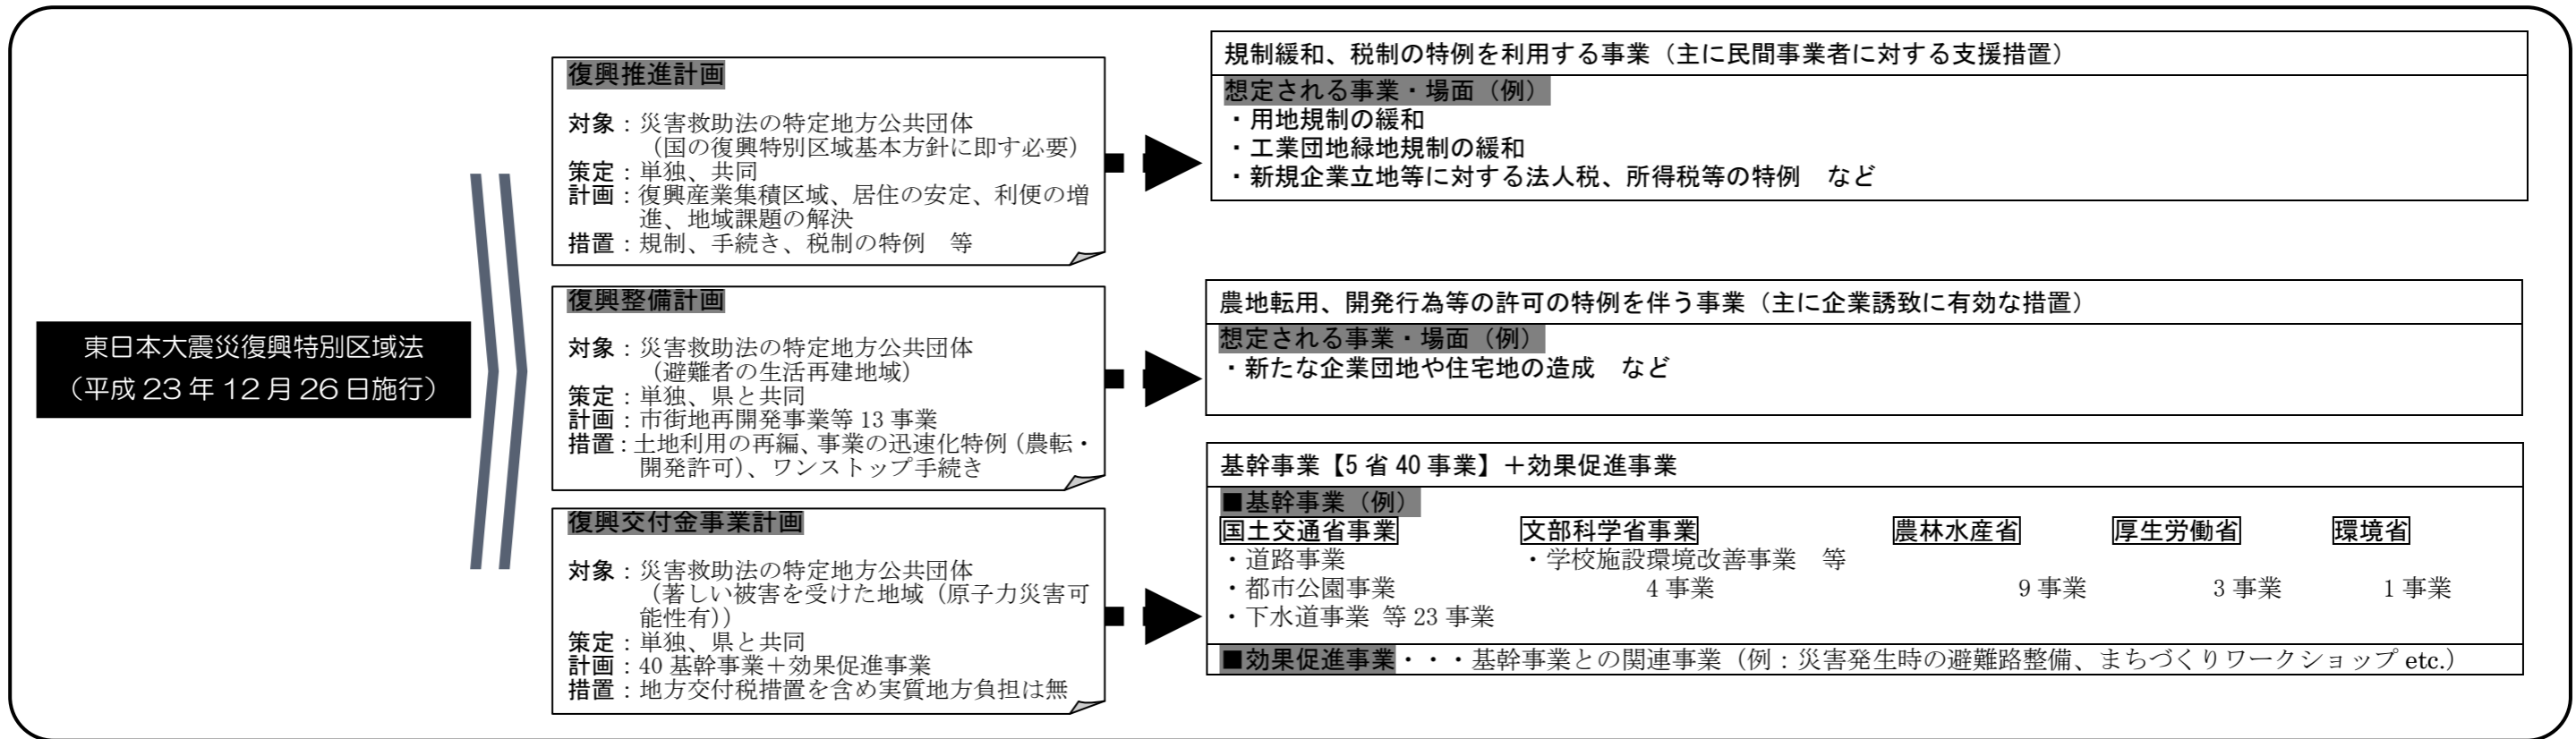 東日本大震災復興特別区域法
（平成 23 年 12 月 26 日施行）
復興推進計画
対象：災害救助法の特定地方公共団体
（国の復興特別区域基本方針に即す必要）
策定：単独、共同
計画：復興産業集積区域、居住の安定、利便の増
進、地域課題の解決
措置：規制、手続き、税制の特例　等
規制緩和、税制の特例を利用する事業（主に民間事業者に対する支援措置）
想定される事業・場面（例）
・用地規制の緩和
・工業団地緑地規制の緩和
・新規企業立地等に対する法人税、所得税等の特例　など
復興整備計画
対象：災害救助法の特定地方公共団体
（避難者の生活再建地域）
策定：単独、県と共同
計画：市街地再開発事業等 13 事業
措置：土地利用の再編、事業の迅速化特例（農転・
開発許可）、ワンストップ手続き
農地転用、開発行為等の許可の特例を伴う事業（主に企業誘致に有効な措置）
想定される事業・場面（例）
・新たな企業団地や住宅地の造成　など
復興交付金事業計画
対象：災害救助法の特定地方公共団体
（著しい被害を受けた地域（原子力災害可
能性有））
策定：単独、県と共同
計画：40 基幹事業＋効果促進事業
措置：地方交付税措置を含め実質地方負担は無
基幹事業【5 省 40 事業】＋効果促進事業
■基幹事業（例）
国土交通省事業　文部科学省事業　農林水産省　厚生労働省　環境省
・道路事業　・学校施設環境改善事業　等
・都市公園事業　4 事業　9 事業　3 事業　1 事業
・下水道事業 等 23 事業
■効果促進事業・・・基幹事業との関連事業（例：災害発生時の避難路整備、まちづくりワークショップ etc.）